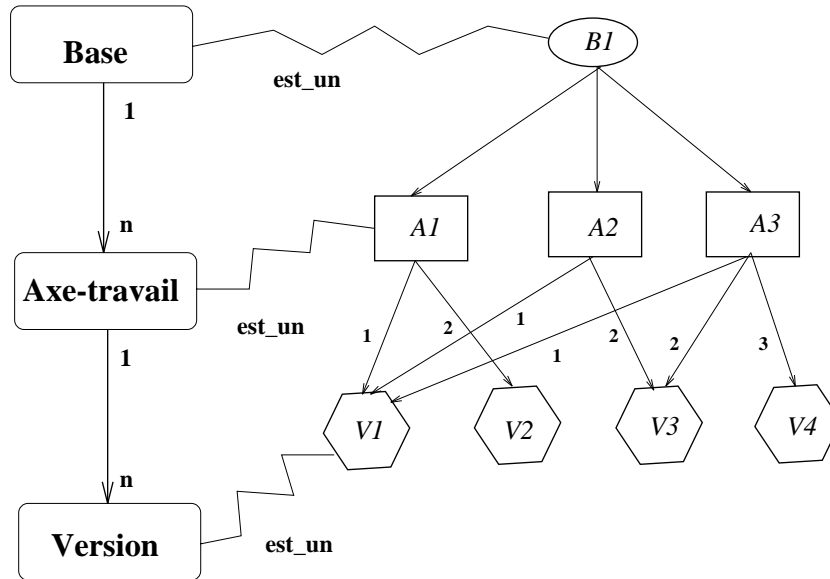 Base
B1
est_un
1
n
A1
A2
A3
Axe-travail
est_un
1
1
2
1
2
2
1
3
V1
V2
V3
V4
n
Version
est_un